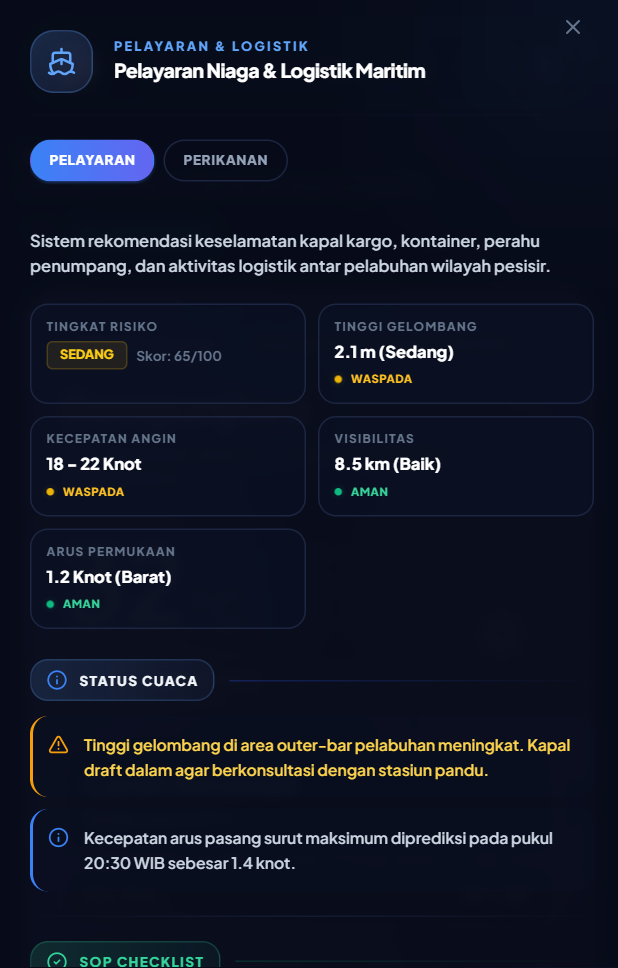 PELAYARAN & LOGISTIK
Pelayaran Niaga & Logistik Maritim
PELAYARAN
PERIKANAN
Sistem rekomendasi keselamatan kapal kargo, kontainer, perahu
penumpang, dan aktivitas logistik antar pelabuhan wilayah pesisir.
TINGKAT RISIKO
SEDANG
Skor: 65/100
TINGGI GELOMBANG
2.1 m (Sedang)
WASPADA
KECEPATAN ANGIN
18 – 22 Knot
WASPADA
VISIBILITAS
8.5 km (Baik)
AMAN
ARUS PERMUKAAN
1.2 Knot (Barat)
AMAN
STATUS CUACA
Tinggi gelombang di area outer-bar pelabuhan meningkat. Kapal
draft dalam agar berkonsultasi dengan stasiun pandu.
Kecepatan arus pasang surut maksimum diprediksi pada pukul
20:30 WIB sebesar 1.4 knot.
SOP CHECKLIST